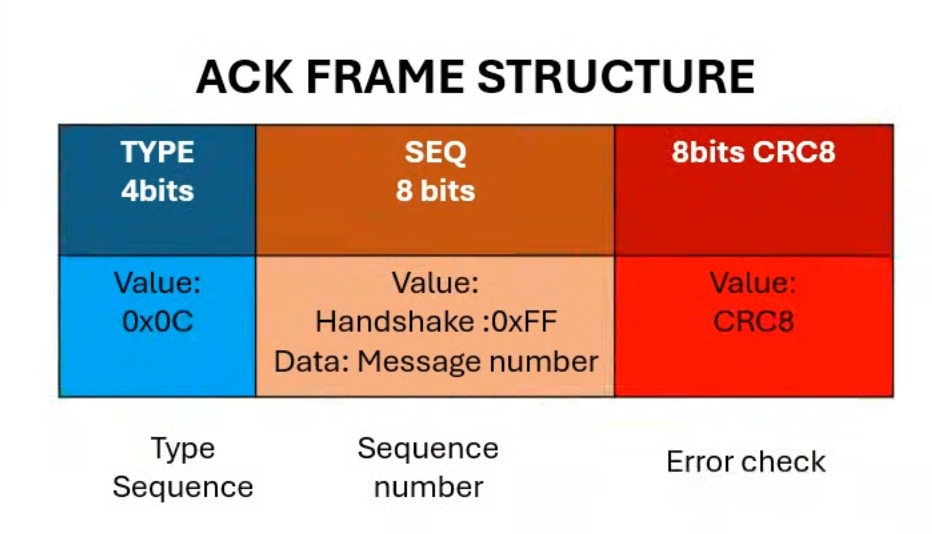 ACK FRAME STRUCTURE
TYPE
4bits
SEQ
8 bits
8bits CRC8
Value:
0x0C
Value:
Handshake :0xFF
Data: Message number
Value:
CRC8
Type
Sequence
Sequence
number
Error check